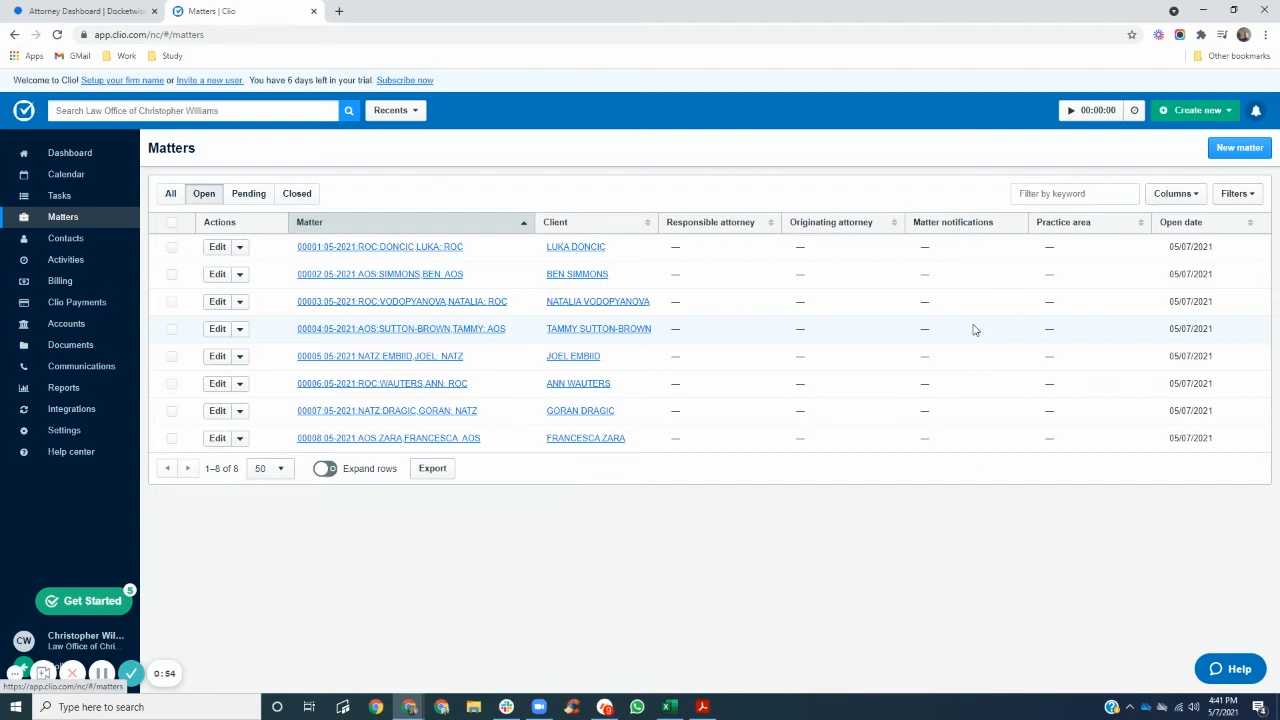 Attorney Dashboard | Docketwis
Matters | Clio
app.clio.com/nc/#/matters
Apps
GMail
Work
Study
Other bookmarks
Welcome to Clio! Setup your firm name or Invite a new user. You have 6 days left in your trial. Subscribe now
Search Law Office of Christopher Williams
Recents
00:00:00
Create new
Dashboard
Calendar
Tasks
Matters
Contacts
Activities
Billing
Clio Payments
Accounts
Documents
Communications
Reports
Integrations
Settings
Help center
5
Get Started
CW
Christopher Wil...
Law Office of Chri...
0:54
https://app.clio.com/nc/#/matters
Matters
New matter
All Open Pending Closed
Filter by keyword
Columns
Filters
Actions Matter Client Responsible attorney Originating attorney Matter notifications Practice area Open date
Edit 00001:05-2021:ROC:DONCIC,LUKA: ROC LUKA DONCIC — — — — 05/07/2021
Edit 00002:05-2021:AOS:SIMMONS,BEN: AOS BEN SIMMONS — — — — 05/07/2021
Edit 00003:05-2021:ROC:VODOPYANOVA,NATALIA: ROC NATALIA VODOPYANOVA — — — — 05/07/2021
Edit 00004:05-2021:AOS:SUTTON-BROWN,TAMMY: AOS TAMMY SUTTON-BROWN — — — — 05/07/2021
Edit 00005:05-2021:NATZ:EMBIID,JOEL: NATZ JOEL EMBIID — — — — 05/07/2021
Edit 00006:05-2021:ROC:WAUTERS,ANN: ROC ANN WAUTERS — — — — 05/07/2021
Edit 00007:05-2021:NATZ:DRAGIC,GORAN: NATZ GORAN DRAGIC — — — — 05/07/2021
Edit 00008:05-2021:AOS:ZARA,FRANCESCA: AOS FRANCESCA ZARA — — — — 05/07/2021
1–8 of 8
50
Expand rows
Export
Help
Type here to search
9
4:41 PM
5/7/2021
4